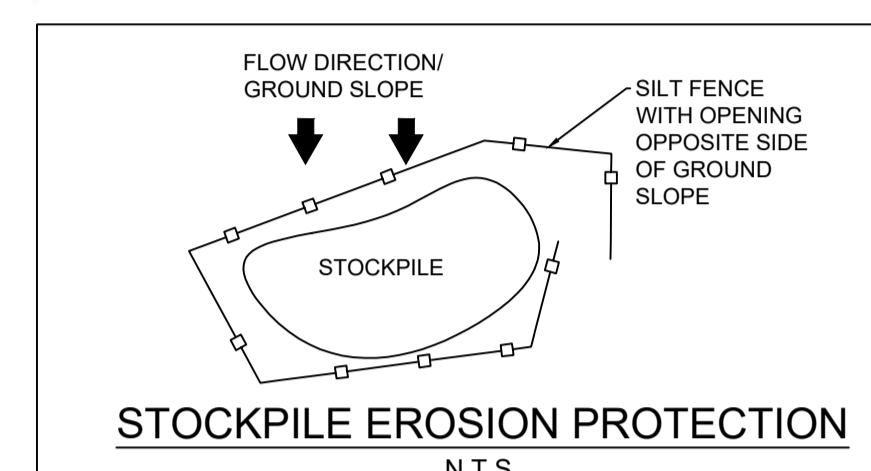 FLOW DIRECTION/
GROUND SLOPE
SILT FENCE
WITH OPENING
OPPOSITE SIDE
OF GROUND
SLOPE
STOCKPILE
STOCKPILE EROSION PROTECTION
N.T.S.